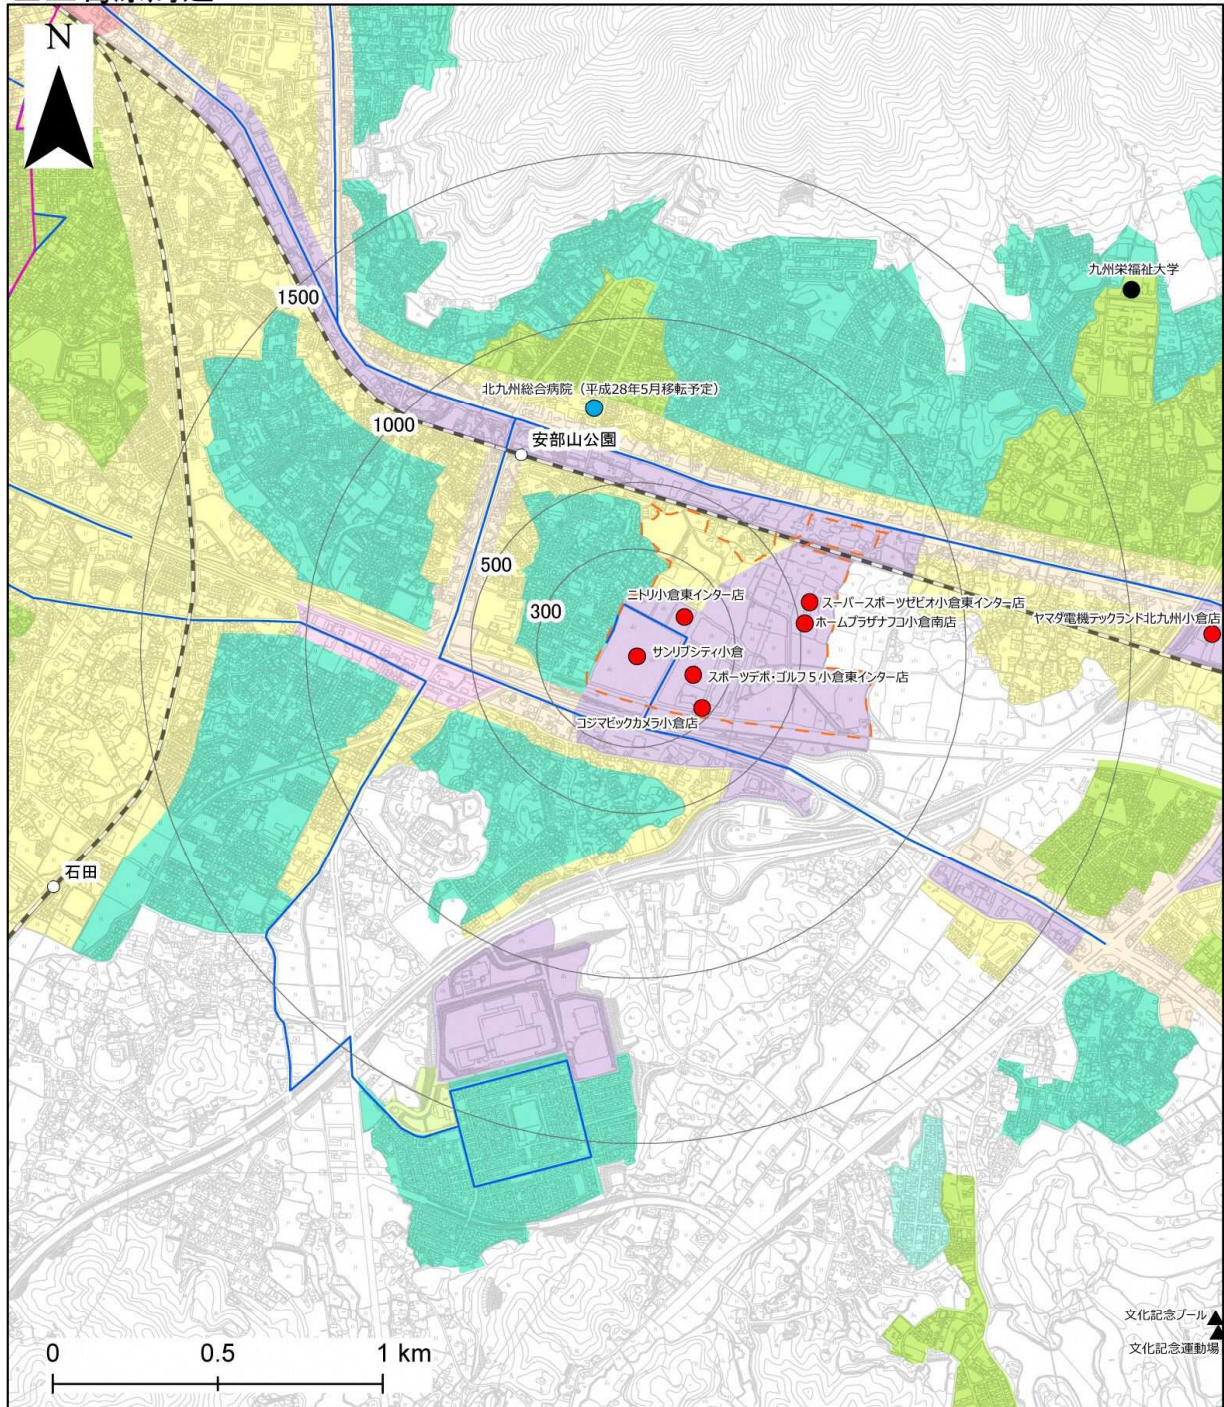 N
九州栄福祉大学
1500
北九州総合病院（平成28年5月移転予定）
1000
安部山公園
500
300
ニトリ小倉東インター店
スーパースポーツゼビオ小倉東インター店
ホームプラザナフコ小倉南店
ヤマダ電機テックランド北九州小倉店
サンリブシティ小倉
スポーツデポ・ゴルフ5小倉東インター店
コジマビックカメラ小倉店
石田
文化記念プール
文化記念運動場
0 0.5 1 km